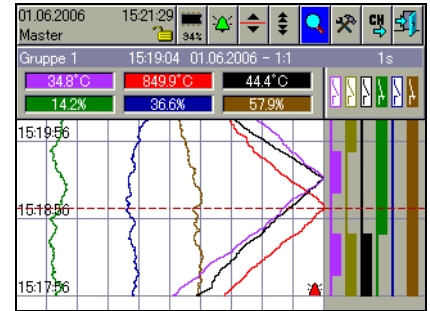 01.06.2006 15:21:29
Master 94%
CH
Gruppe 1 15:19:04 01.06.2006 - 1:1 1s
34.8°C 849.9°C 44.4°C
14.2% 36.6% 57.9%
15:19:56
15:18:56
15:17:56